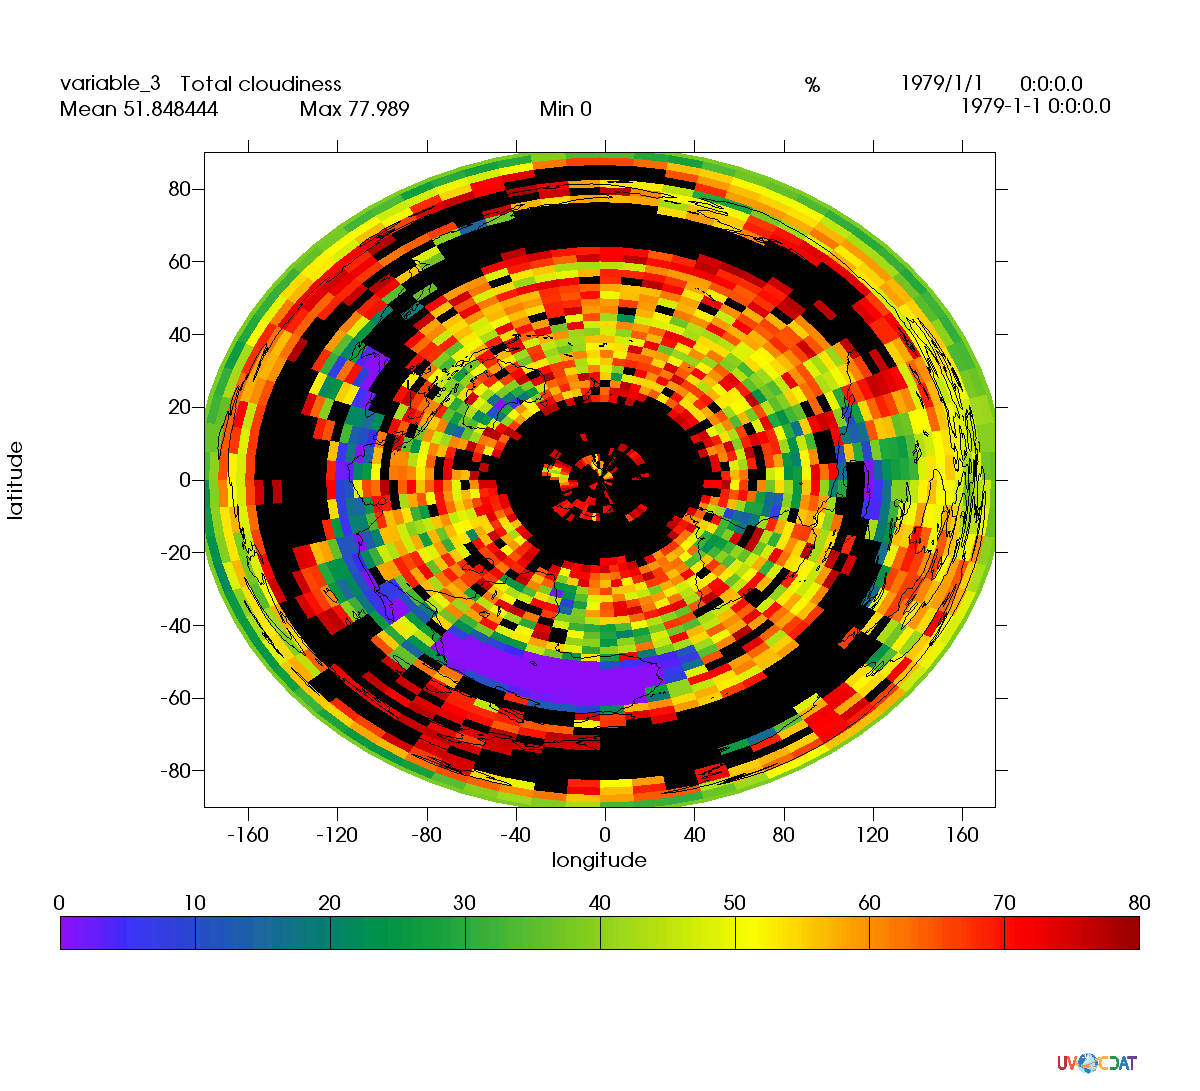 variable_3 Total cloudiness % 1979/1/1 0:0:0.0
Mean 51.848444 Max 77.989 Min 0 1979-1-1 0:0:0.0
80
60
40
20
0
-20
-40
-60
-80
latitude
-160 -120 -80 -40 0 40 80 120 160
longitude
0 10 20 30 40 50 60 70 80
UV CDAT